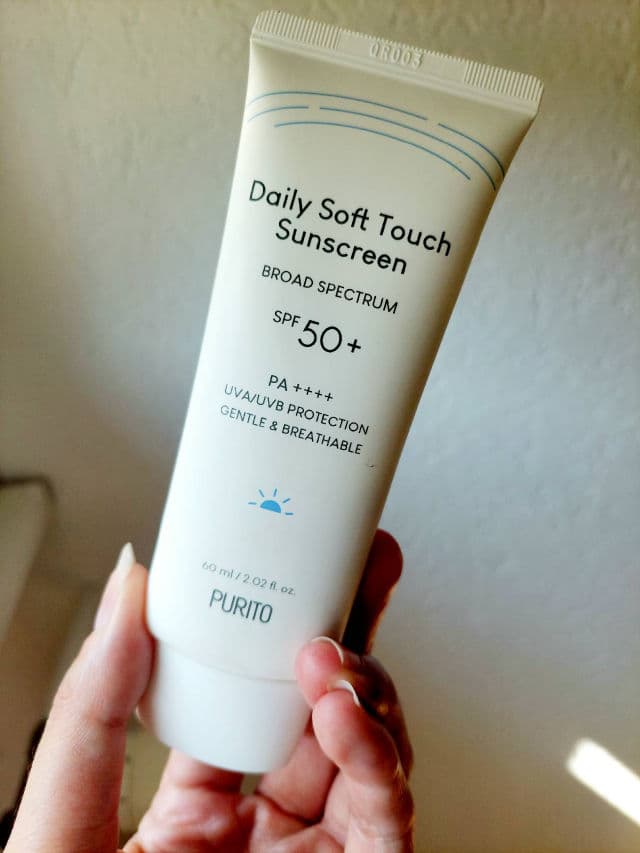 0R003
Daily Soft Touch
Sunscreen
BROAD SPECTRUM
SPF 50+
PA ++++
UVA/UVB PROTECTION
GENTLE & BREATHABLE
60 ml / 2.02 fl. oz.
PURITO